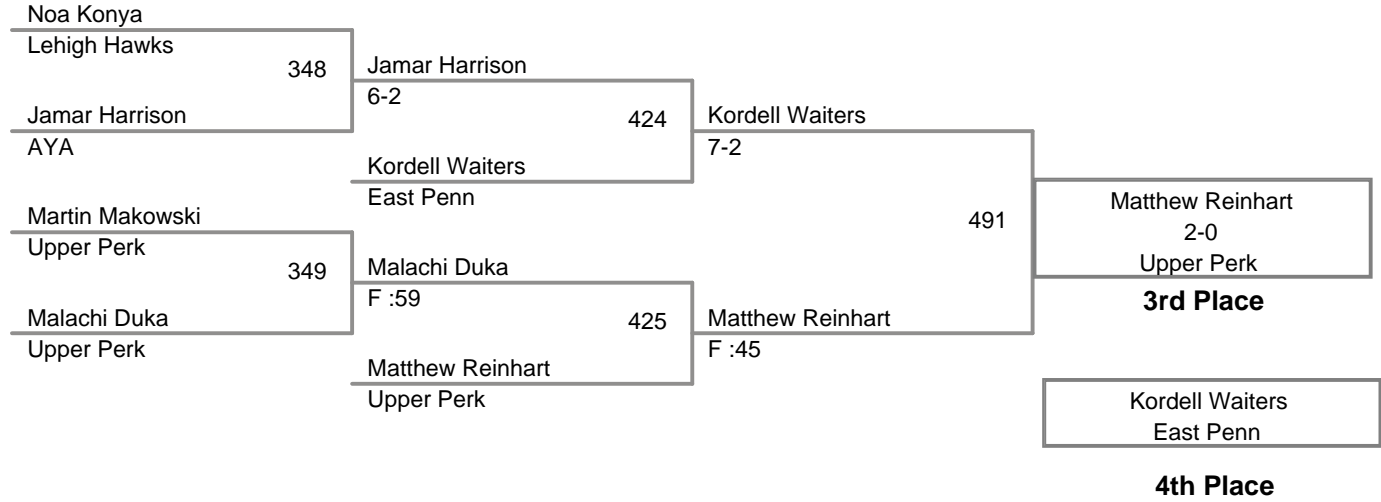 Noa Konya
Lehigh Hawks
348
Jamar Harrison
6-2
Jamar Harrison
AYA
424
Kordell Waiters
7-2
Kordell Waiters
East Penn
Martin Makowski
Upper Perk
349
Malachi Duka
F :59
Malachi Duka
Upper Perk
425
Matthew Reinhart
F :45
Matthew Reinhart
Upper Perk
491
Matthew Reinhart
2-0
Upper Perk
3rd Place
Kordell Waiters
East Penn
4th Place